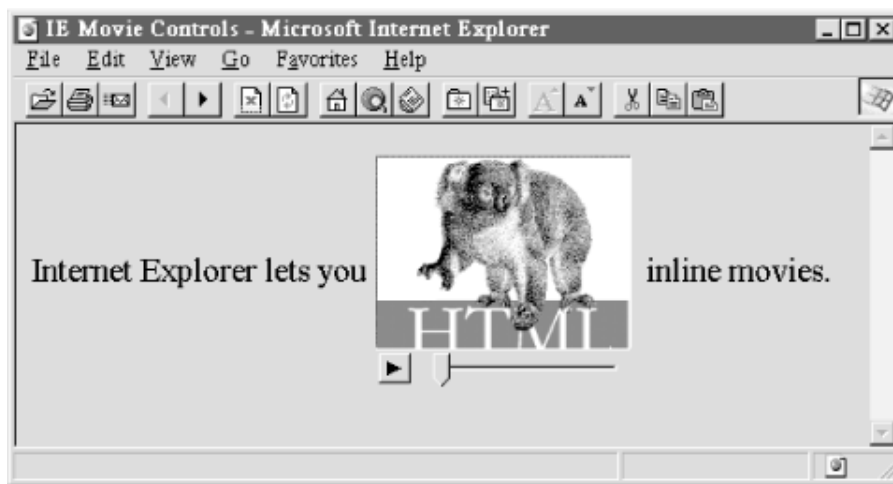 IE Movie Controls - Microsoft Internet Explorer
File Edit View Go Favorites Help
A A
Internet Explorer lets you inline movies.
HTML